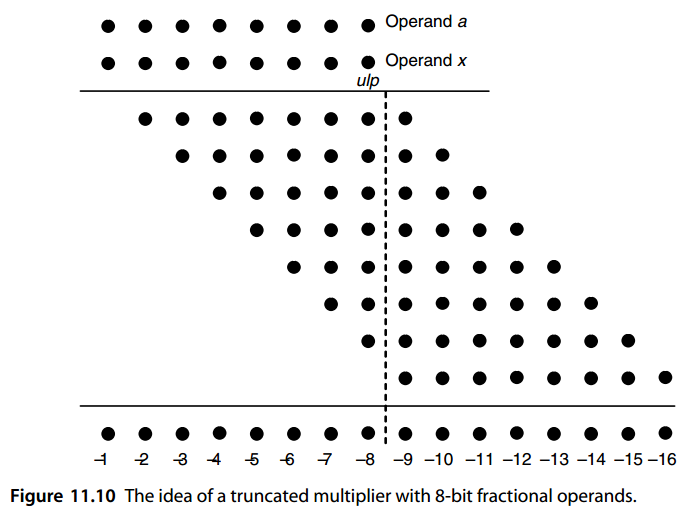 Operand a
Operand x
ulp
–1 –2 –3 –4 –5 –6 –7 –8 –9 –10 –11 –12 –13 –14 –15 –16
Figure 11.10 The idea of a truncated multiplier with 8-bit fractional operands.